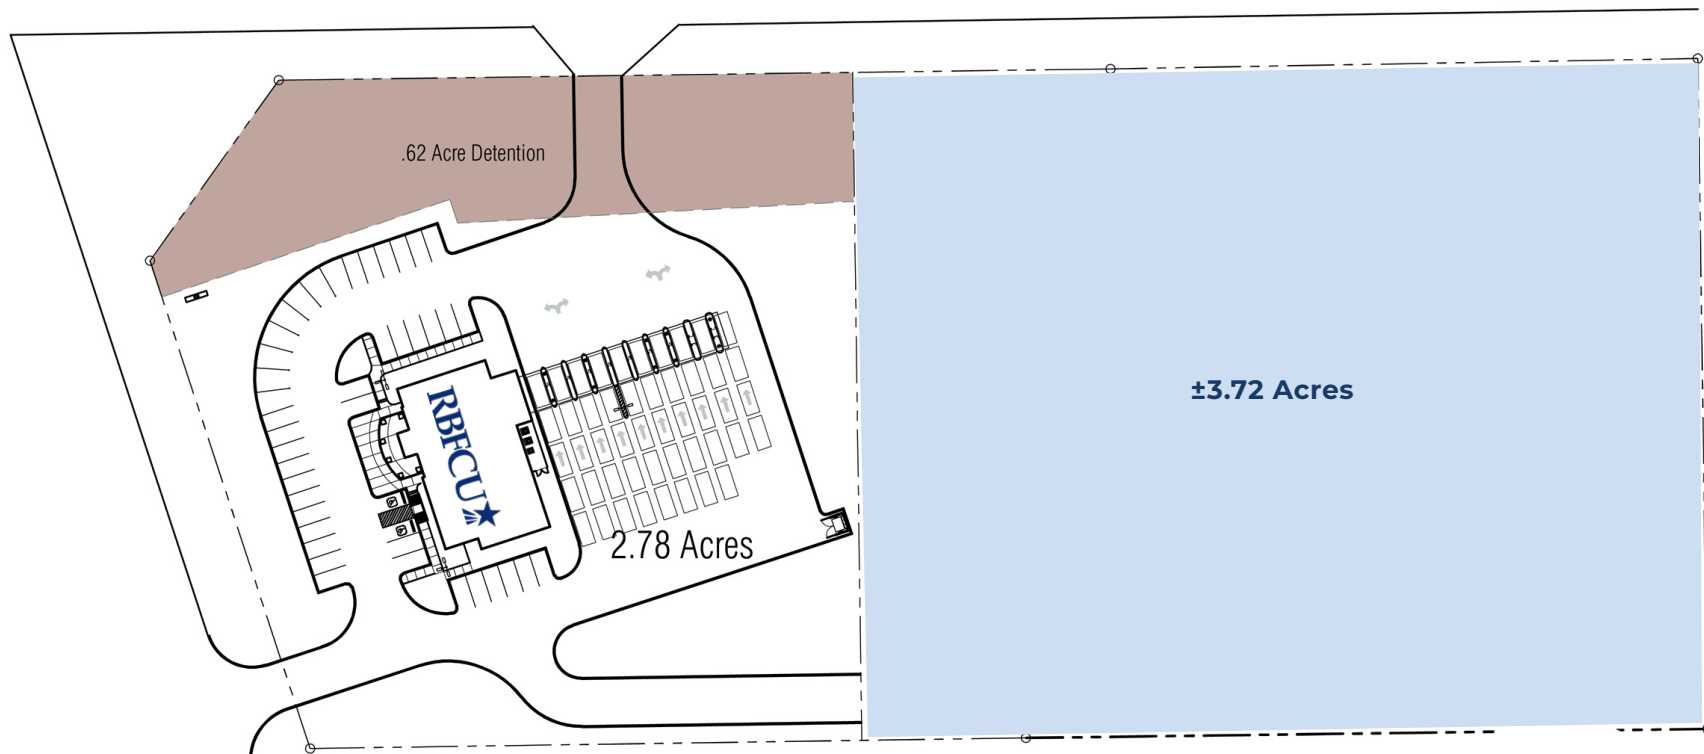 .62 Acre Detention
±3.72 Acres
RBFCU
2.78 Acres